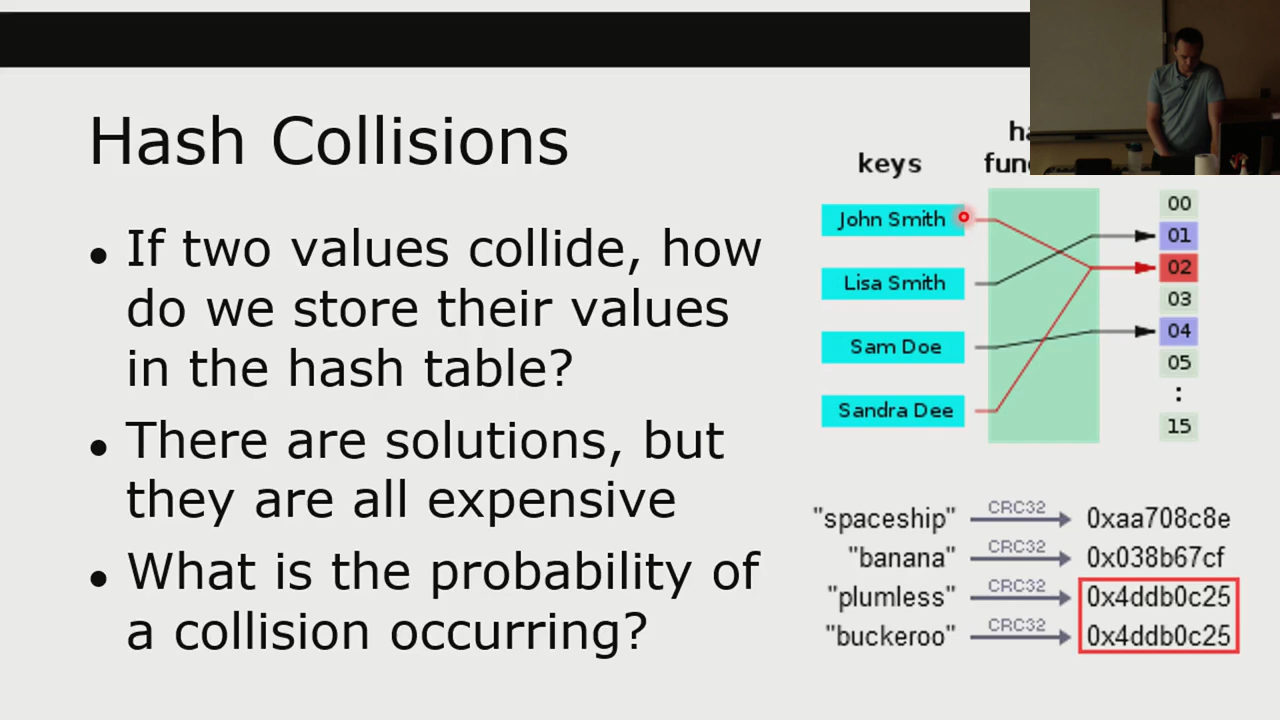 Hash Collisions
• If two values collide, how
do we store their values
in the hash table?
• There are solutions, but
they are all expensive
• What is the probability of
a collision occurring?
keys
John Smith
Lisa Smith
Sam Doe
Sandra Dee
00
01
02
03
04
05
:
15
"spaceship" CRC32 0xaa708c8e
"banana" CRC32 0x038b67cf
"plumless" CRC32 0x4ddb0c25
"buckeroo" CRC32 0x4ddb0c25